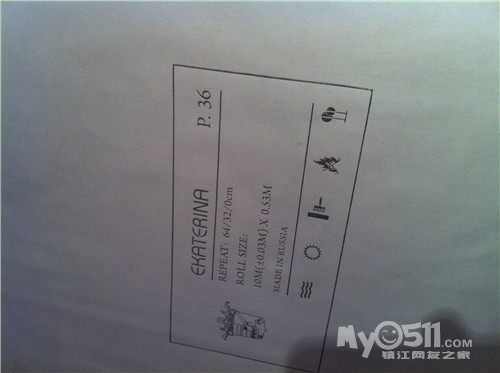 EKATERINA P. 36
REPEAT: 64/32/0cm
ROLL SIZE:
10M(±0.03M) X 0.53M
MADE IN RUSSIA
My0511.com
镇江网友之家